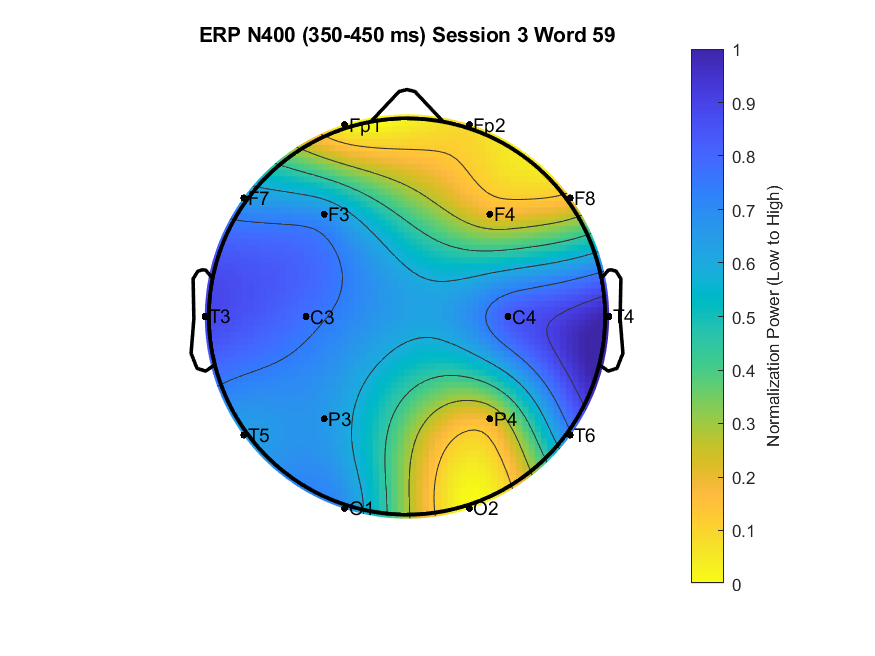 ERP N400 (350-450 ms) Session 3 Word 59
Fp1
Fp2
F7
F3
F4
F8
T3
C3
C4
T4
T5
P3
P4
T6
O1
O2
1
0.9
0.8
0.7
0.6
0.5
0.4
0.3
0.2
0.1
0
Normalization Power (Low to High)